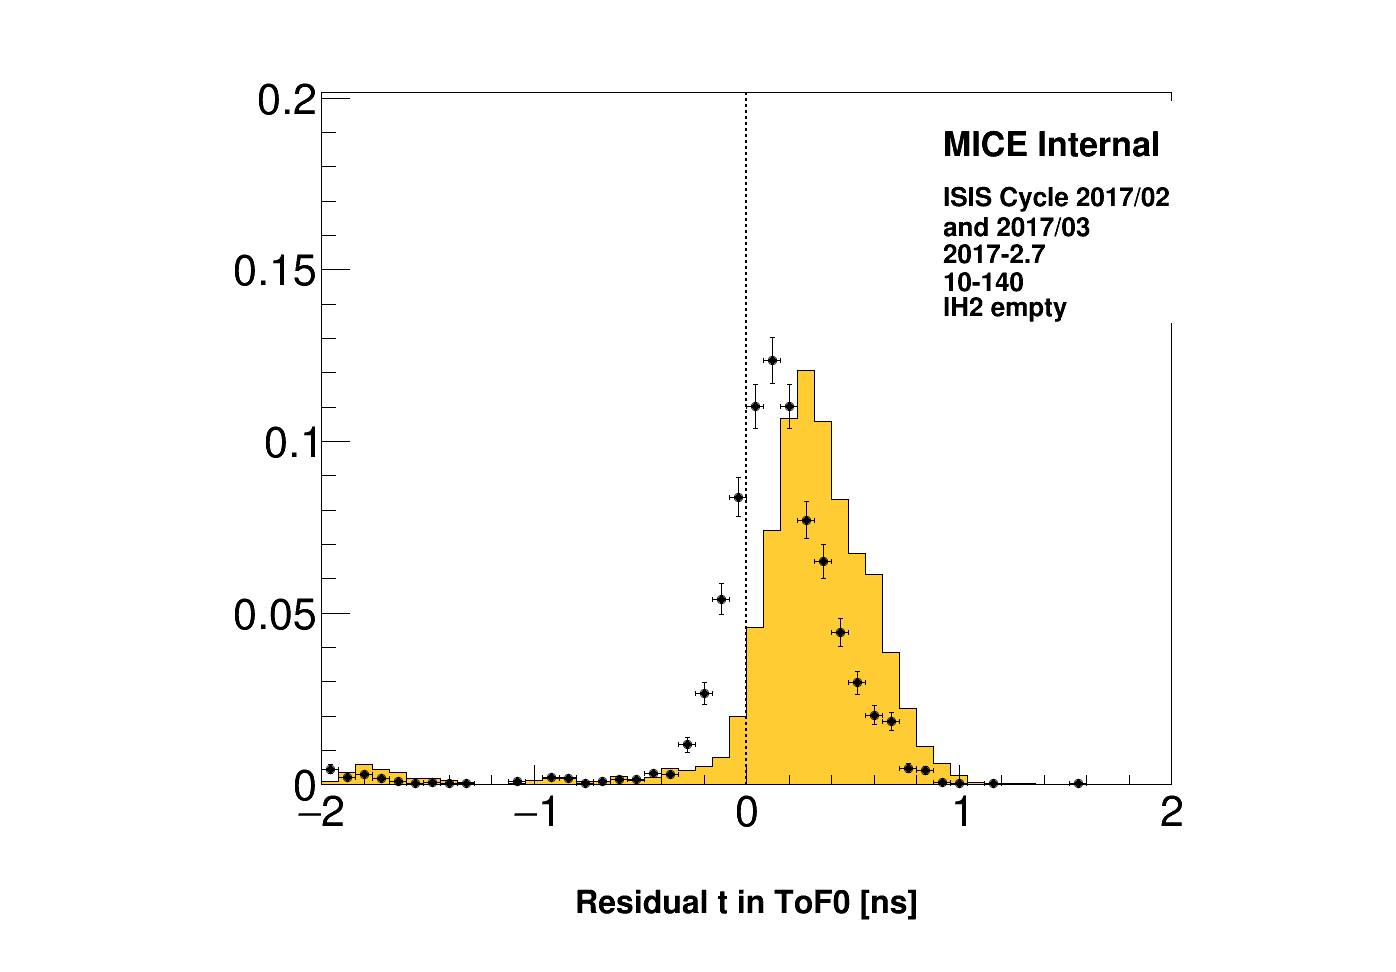 0.2
MICE Internal
ISIS Cycle 2017/02
and 2017/03
2017-2.7
10-140
IH2 empty
0.15
0.1
0.05
0
−2 −1 0 1 2
Residual t in ToF0 [ns]